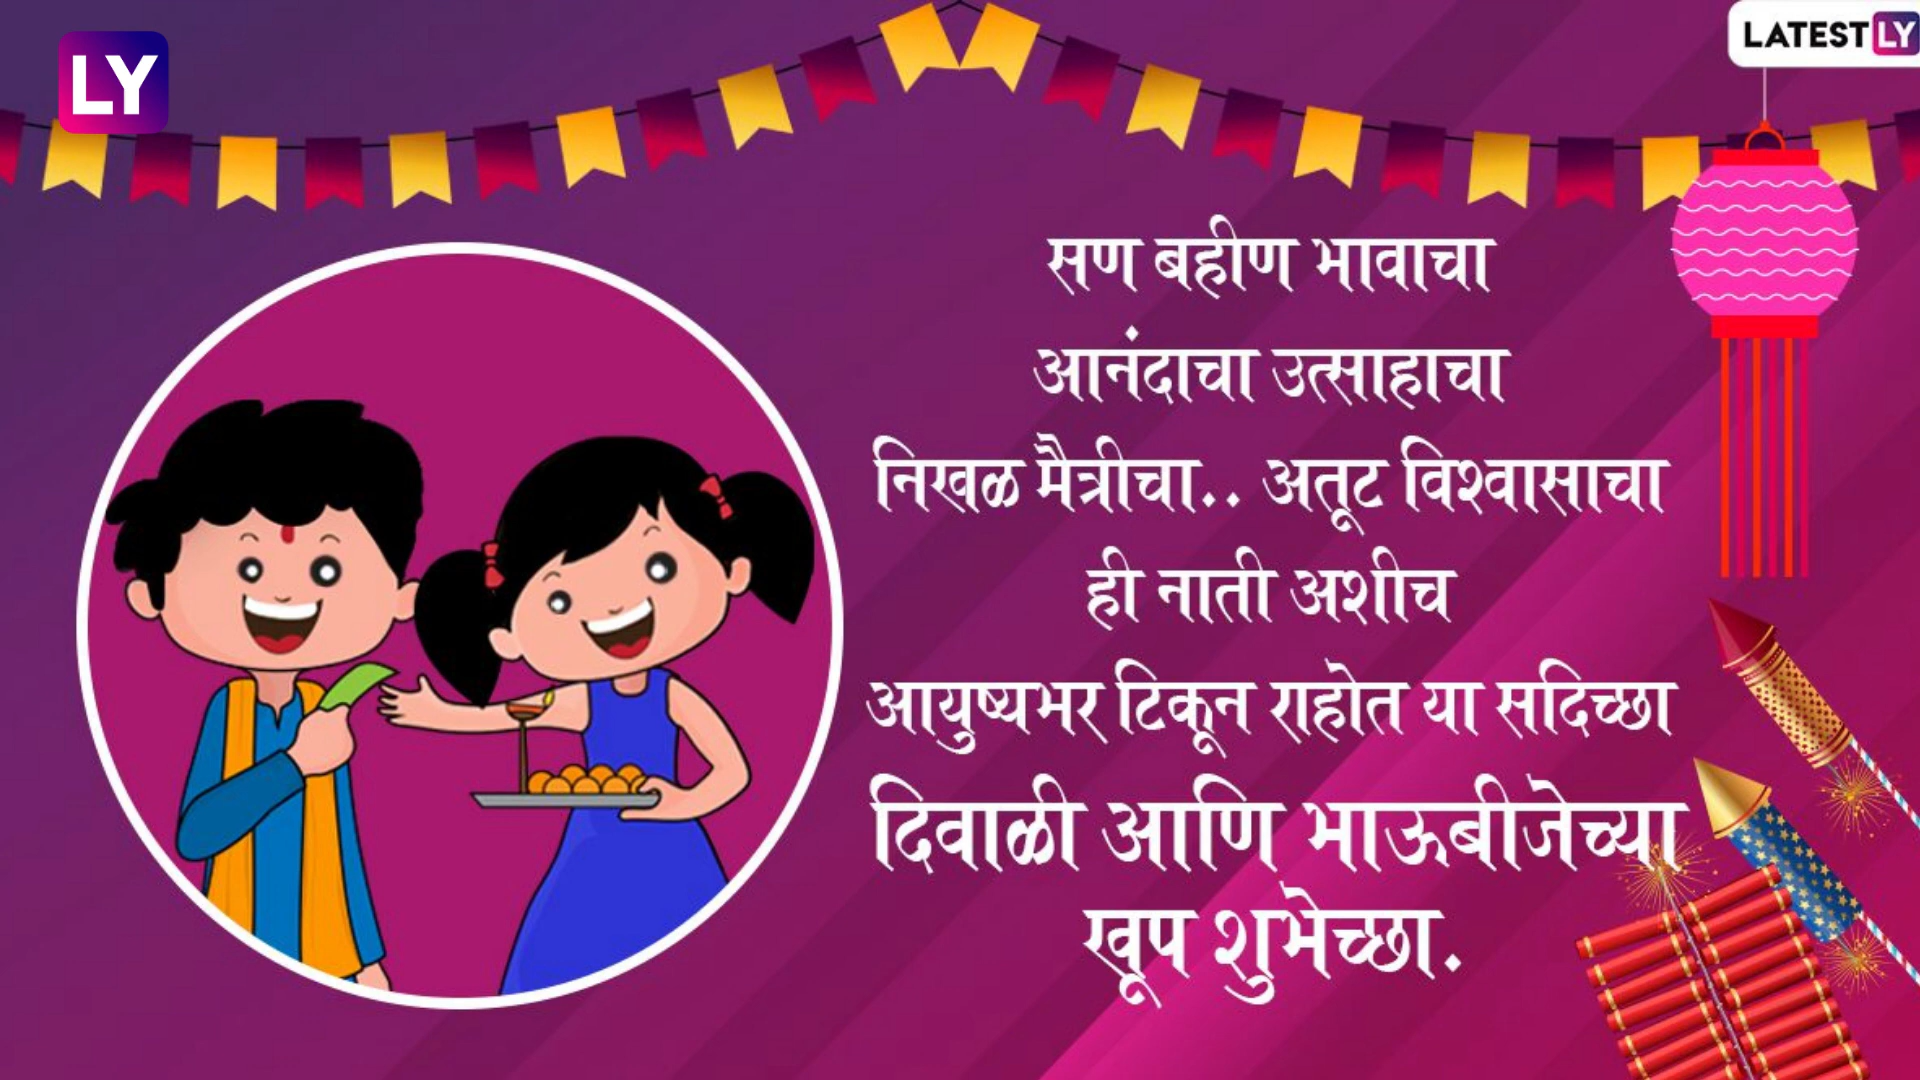 LY
LATESTLY
सण बहीण भावाचा
आनंदाचा उत्साहाचा
निखळ मैत्रीचा.. अतूट विश्वासाचा
ही नाती अशीच
आयुष्यभर टिकून राहोत या सदिच्छा
दिवाळी आणि भाऊबीजेच्या
खूप शुभेच्छा.